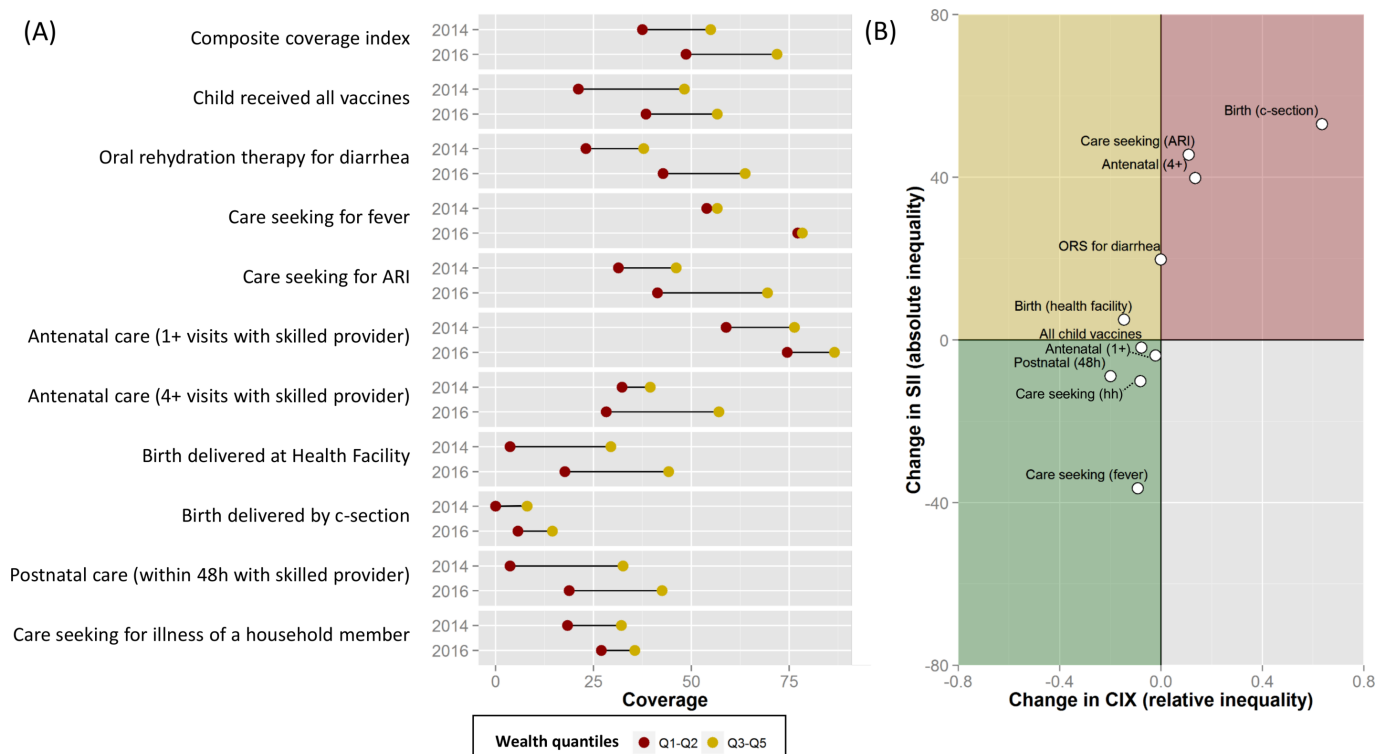 (A)
Composite coverage index
2014
2016
Child received all vaccines
2014
2016
Oral rehydration therapy for diarrhea
2014
2016
Care seeking for fever
2014
2016
Care seeking for ARI
2014
2016
Antenatal care (1+ visits with skilled provider)
2014
2016
Antenatal care (4+ visits with skilled provider)
2014
2016
Birth delivered at Health Facility
2014
2016
Birth delivered by c-section
2014
2016
Postnatal care (within 48h with skilled provider)
2014
2016
Care seeking for illness of a household member
2014
2016
0 25 50 75
Coverage
Wealth quantiles Q1-Q2 Q3-Q5
(B)
80
40
0
-40
-80
Change in SII (absolute inequality)
Birth (c-section)
Care seeking (ARI)
Antenatal (4+)
ORS for diarrhea
Birth (health facility)
All child vaccines
Antenatal (1+)
Postnatal (48h)
Care seeking (hh)
Care seeking (fever)
-0.8 -0.4 0.0 0.4 0.8
Change in CIX (relative inequality)